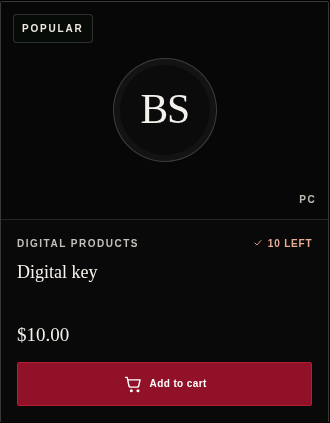 POPULAR
BS
PC
DIGITAL PRODUCTS
10 LEFT
Digital key
$10.00
Add to cart